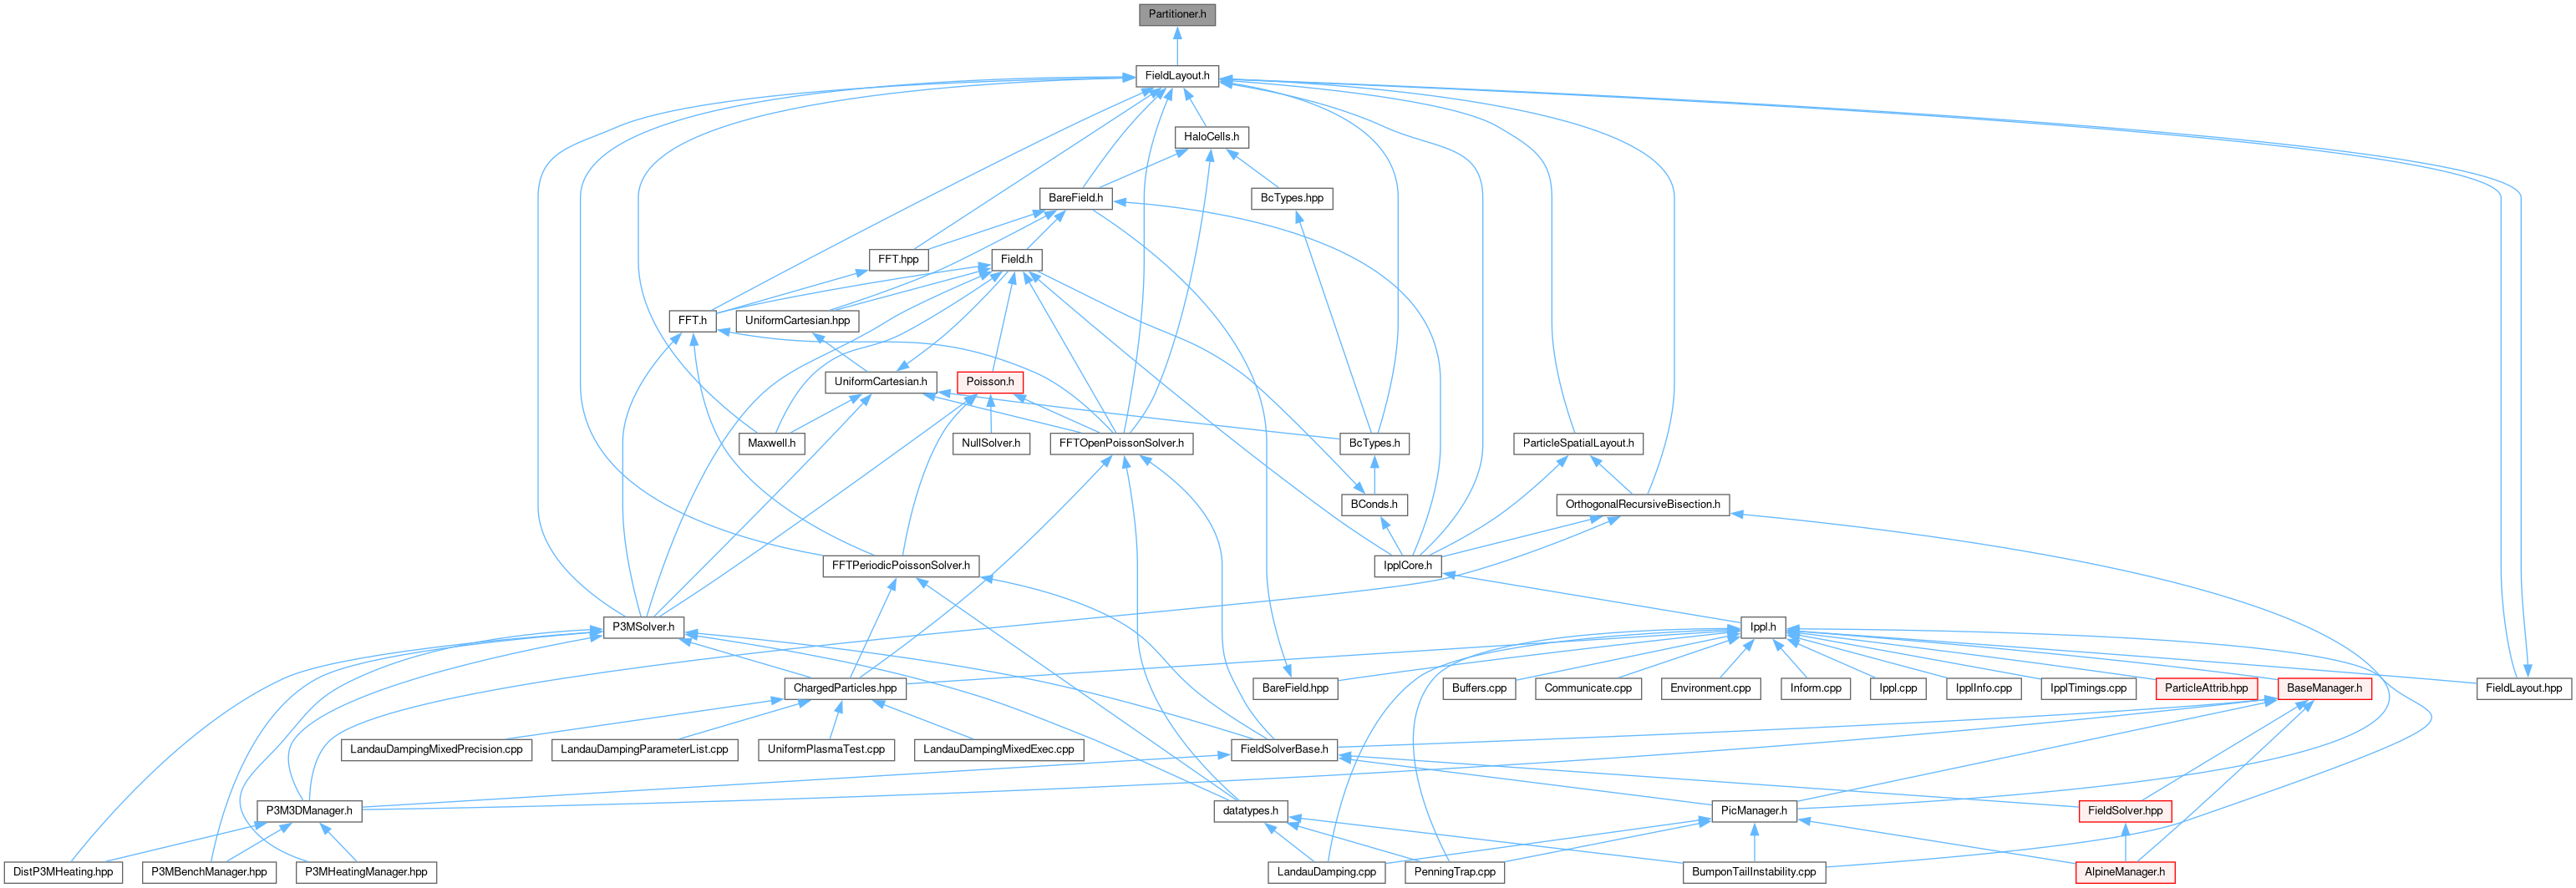 Partitioner.h
FieldLayout.h
HaloCells.h
BareField.h
BcTypes.hpp
FFT.hpp
Field.h
FFT.h
UniformCartesian.hpp
UniformCartesian.h
Poisson.h
Maxwell.h
NullSolver.h
FFTOpenPoissonSolver.h
BcTypes.h
ParticleSpatialLayout.h
BConds.h
OrthogonalRecursiveBisection.h
FFTPeriodicPoissonSolver.h
IpplCore.h
P3MSolver.h
Ippl.h
ChargedParticles.hpp
BareField.hpp
Buffers.cpp
Communicate.cpp
Environment.cpp
Inform.cpp
Ippl.cpp
IpplInfo.cpp
IpplTimings.cpp
ParticleAttrib.hpp
BaseManager.h
FieldLayout.hpp
LandauDampingMixedPrecision.cpp
LandauDampingParameterList.cpp
UniformPlasmaTest.cpp
LandauDampingMixedExec.cpp
FieldSolverBase.h
P3M3DManager.h
datatypes.h
PicManager.h
FieldSolver.hpp
DistP3MHeating.hpp
P3MBenchManager.hpp
P3MHeatingManager.hpp
LandauDamping.cpp
PenningTrap.cpp
BumponTailInstability.cpp
AlpineManager.h